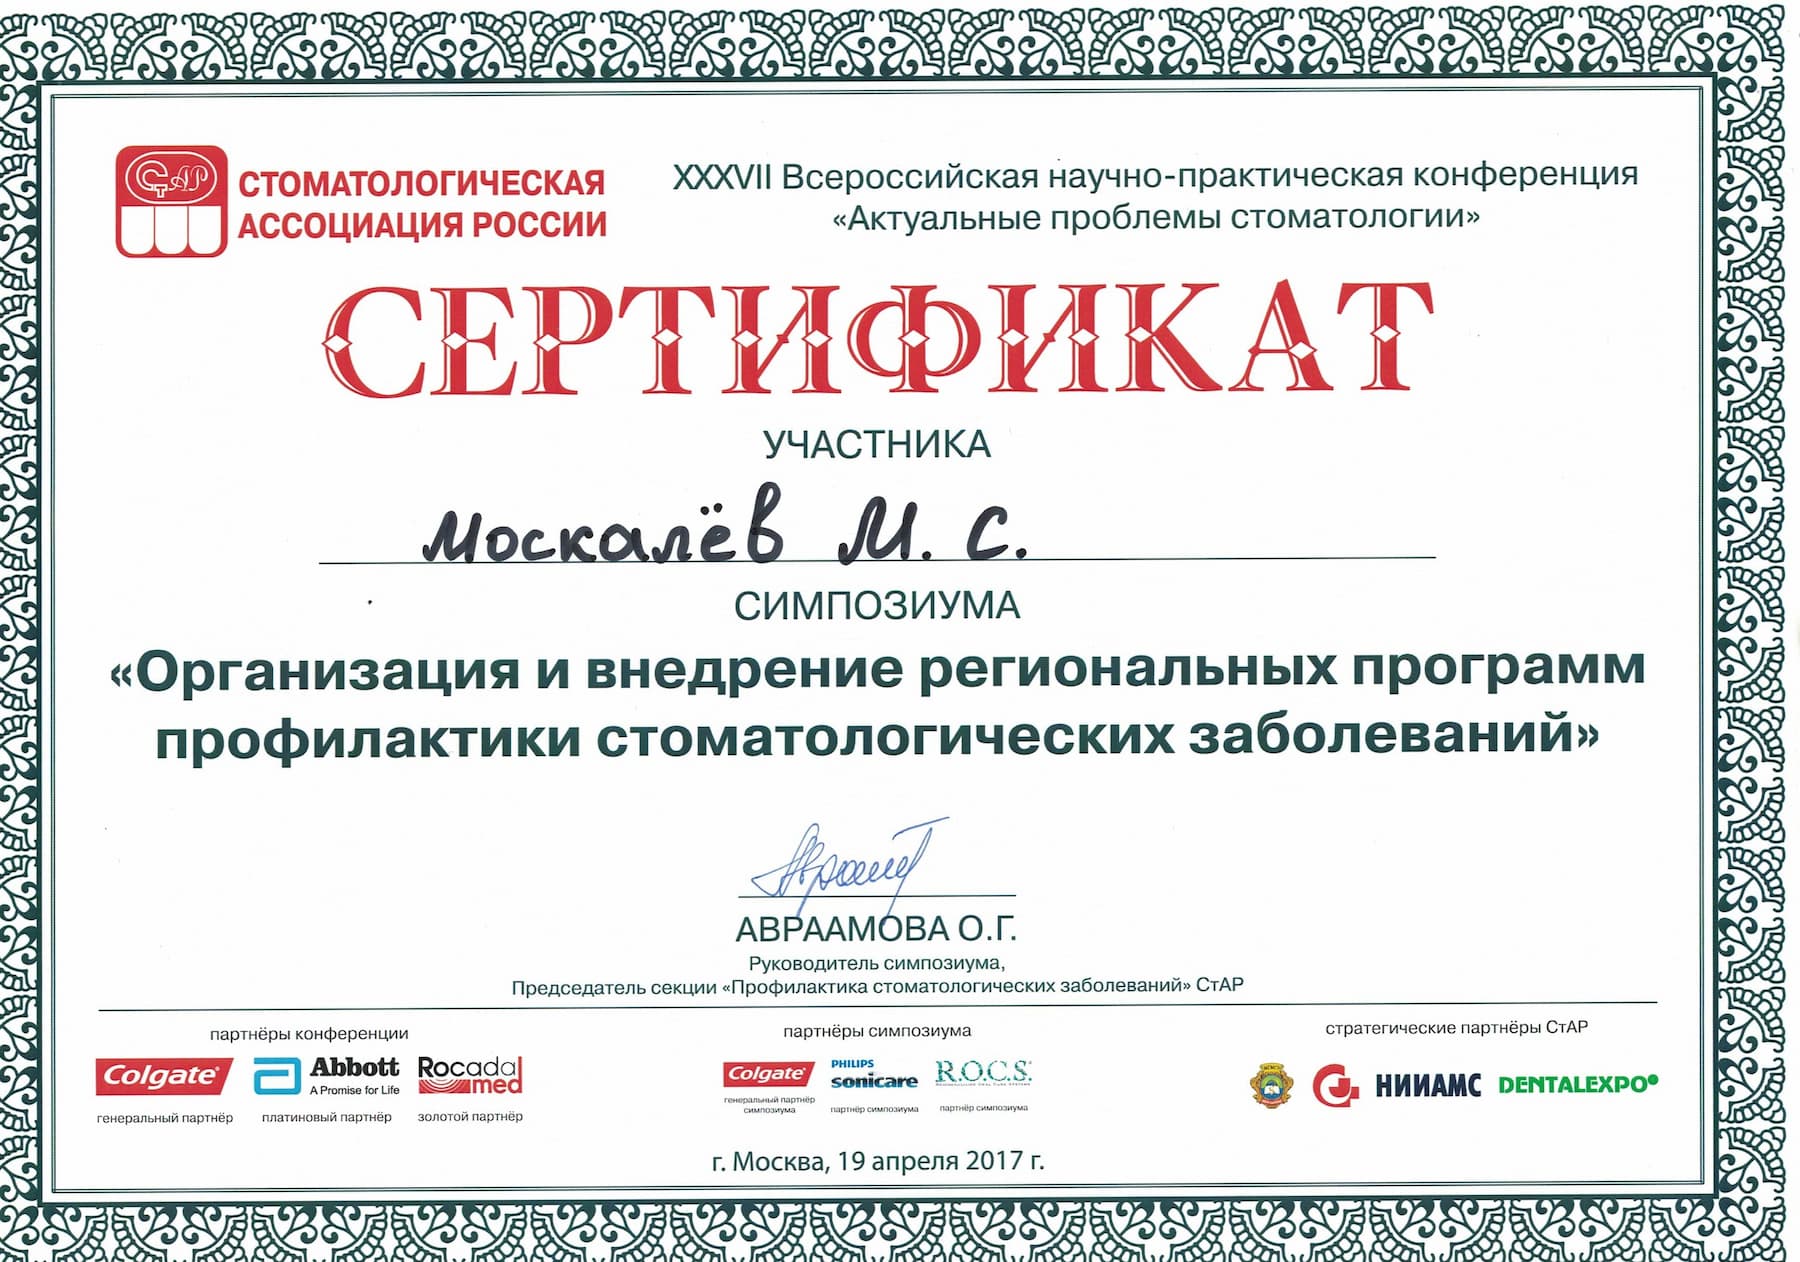 СТОМАТОЛОГИЧЕСКАЯ
АССОЦИАЦИЯ РОССИИ
XXXVII Всероссийская научно-практическая конференция
«Актуальные проблемы стоматологии»
СЕРТИФИКАТ
УЧАСТНИКА
Москалёв М. С.
СИМПОЗИУМА
«Организация и внедрение региональных программ
профилактики стоматологических заболеваний»
АВРААМОВА О.Г.
Руководитель симпозиума,
Председатель секции «Профилактика стоматологических заболеваний» СтАР
партнёры конференции
Colgate
Abbott
A Promise for Life
Rocada
med
генеральный партнёр
платиновый партнёр
золотой партнёр
партнёры симпозиума
Colgate
PHILIPS
sonicare
R.O.C.S.
генеральный партнёр
симпозиума
партнёр симпозиума
партнёр симпозиума
стратегические партнёры СтАР
НИИАМС
DENTALEXPO
г. Москва, 19 апреля 2017 г.